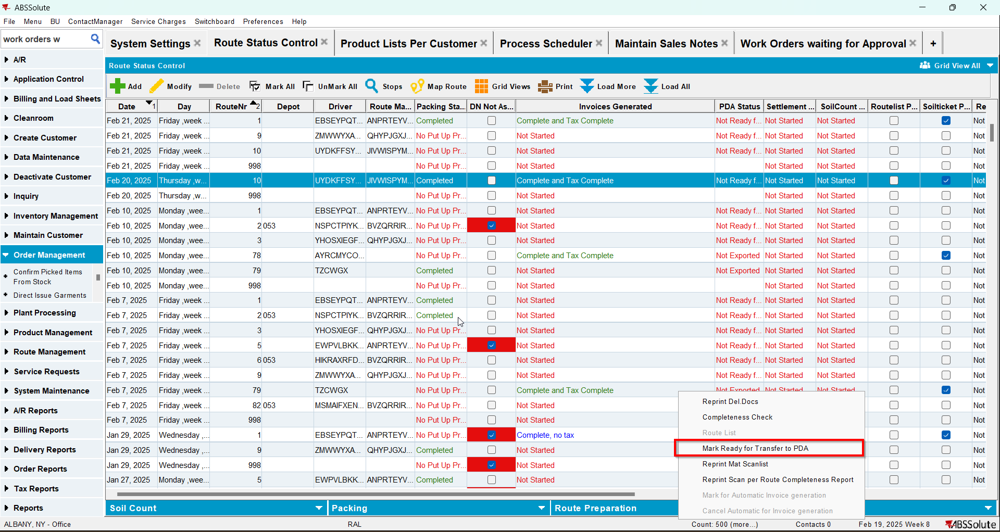 ABSSolute
File Menu BU ContactManager Service Charges Switchboard Preferences Help
work orders w
System Settings Route Status Control Product Lists Per Customer Process Scheduler Maintain Sales Notes Work Orders waiting for Approval +
Route Status Control Grid View All
Add Modify Delete Mark All UnMark All Stops Map Route Grid Views Print Load More Load All
A/R
Application Control
Billing and Load Sheets
Cleanroom
Create Customer
Data Maintenance
Deactivate Customer
Inquiry
Inventory Management
Maintain Customer
Order Management
Confirm Picked Items
From Stock
Direct Issue Garments
Plant Processing
Product Management
Route Management
Service Requests
System Maintenance
A/R Reports
Billing Reports
Delivery Reports
Order Reports
Tax Reports
Reports
Date 1 Day RouteNr 2 Depot Driver Route Ma... Packing Sta... DN Not As... Invoices Generated PDA Status Settlement ... SoilCount ... Routelist P... Soilticket P... Re
Feb 21, 2025 Friday ,week ... 1 EBSEYPQT... ANPRTEYV... Completed Complete and Tax Complete Not Ready f... Not Started Not Started Not
Feb 21, 2025 Friday ,week ... 9 ZMWWYXA... QHYPJGXJ... No Put Up Pr... Not Started Not Ready f... Not Started Not Started Not
Feb 21, 2025 Friday ,week ... 10 UYDKFFSY... JIVWISPYM... No Put Up Pr... Not Started Not Ready f... Not Started Not Started Not
Feb 21, 2025 Friday ,week ... 998 No Put Up Pr... Not Started Not Started Not Started Not
Feb 20, 2025 Thursday ,w... 10 UYDKFFSY... JIVWISPYM... Completed Complete and Tax Complete Not Ready f... Not Started Not Started Not
Feb 20, 2025 Thursday ,w... 998 No Put Up Pr... Not Started Not Started Not Started Not
Feb 10, 2025 Monday ,wee... 1 EBSEYPQT... ANPRTEYV... No Put Up Pr... Not Started Not Ready f... Not Started Not Started Not
Feb 10, 2025 Monday ,wee... 2 053 NSPCTPIYK... BVZQRRIR... No Put Up Pr... Not Started Not Ready f... Not Started Not Started Not
Feb 10, 2025 Monday ,wee... 3 YHOSXIEGF... QHYPJGXJ... No Put Up Pr... Not Started Not Ready f... Not Started Not Started Not
Feb 10, 2025 Monday ,wee... 78 AYRCMYCO... No Put Up Pr... Complete and Tax Complete Not Exported Not Started Not Started Not
Feb 10, 2025 Monday ,wee... 79 TZCWGX Completed Not Started Not Exported Not Started Not Started Not
Feb 10, 2025 Monday ,wee... 998 No Put Up Pr... Not Started Not Started Not Started Not
Feb 7, 2025 Friday ,week ... 1 EBSEYPQT... ANPRTEYV... Completed Not Started Not Ready f... Not Started Not Started Not
Feb 7, 2025 Friday ,week ... 2 053 NSPCTPIYK... BVZQRRIR... Completed Not Started Not Ready f... Not Started Not Started Not
Feb 7, 2025 Friday ,week ... 3 YHOSXIEGF... QHYPJGXJ... No Put Up Pr... Not Started Not Ready f... Not Started Not Started Not
Feb 7, 2025 Friday ,week ... 5 EWPVLBKK... ANPRTEYV... No Put Up Pr... Not Started Not Ready f... Not Started Not Started Not
Feb 7, 2025 Friday ,week ... 6 053 HIKRAXRFD... BVZQRRIR... No Put Up Pr... Not Started Not Ready f... Not Started Not Started Not
Feb 7, 2025 Friday ,week ... 9 ZMWWYXA... QHYPJGXJ... No Put Up Pr... Not Started Not Ready f... Not Started Not Started Not
Feb 7, 2025 Friday ,week ... 79 TZCWGX No Put Up Pr... Complete and Tax Complete Not Exported Not Started Not Started Not
Feb 7, 2025 Friday ,week ... 82 053 MSMAIFXEN... BVZQRRIR... No Put Up Pr... Not Started Not
Feb 7, 2025 Friday ,week ... 998 No Put Up Pr... Not Started Not
Jan 29, 2025 Wednesday ,... 1 EBSEYPQT... ANPRTEYV... No Put Up Pr... Complete, no tax Not
Jan 29, 2025 Wednesday ,... 9 ZMWWYXA... QHYPJGXJ... Completed Not Started Not
Jan 29, 2025 Wednesday ,... 998 No Put Up Pr... Not Started Not
Jan 27, 2025 Monday ,wee... 5 EWPVLBKK... ANPRTEYV... Completed Not Started Not
Reprint Del.Docs
Completeness Check
Route List
Mark Ready for Transfer to PDA
Reprint Mat Scanlist
Reprint Scan per Route Completeness Report
Mark for Automatic Invoice generation
Cancel Automatic for Invoice generation
Soil Count Packing Route Preparation
ALBANY, NY - Office RAL Count: 500 (more...) Contacts 0 Feb 19, 2025 Week 8 ABSSolute